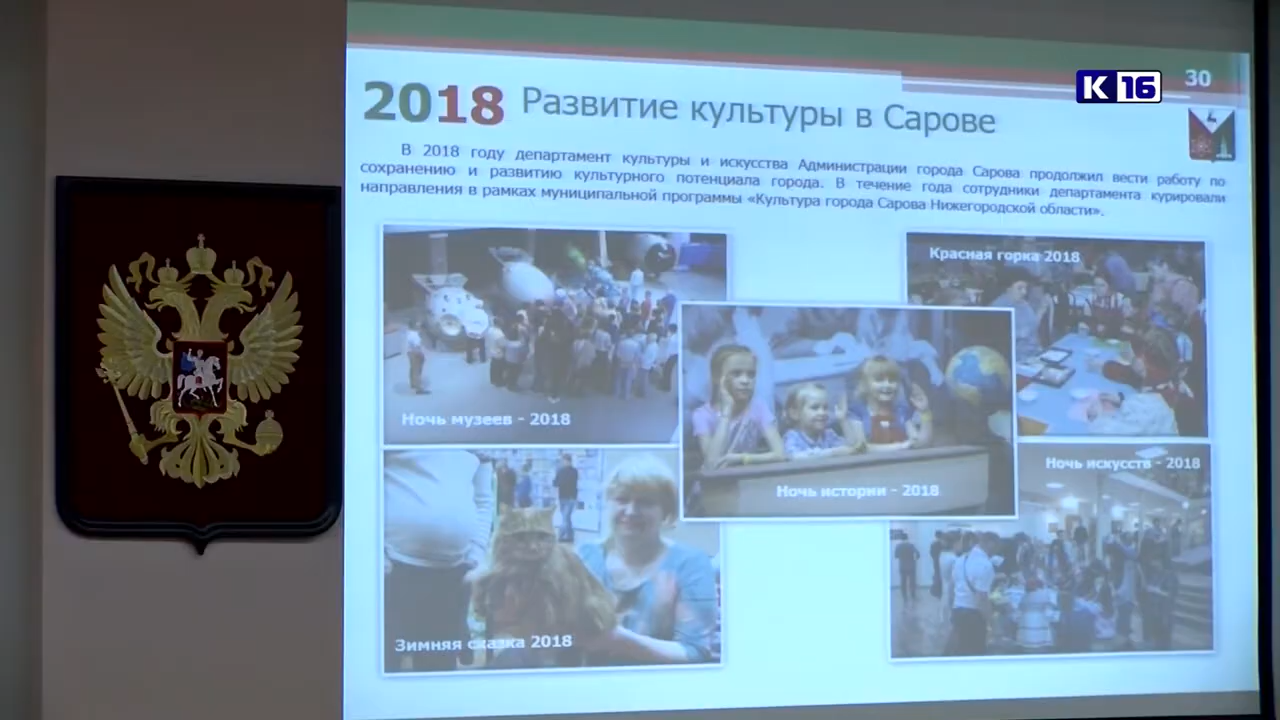 К 16
30
2018 Развитие культуры в Сарове
В 2018 году департамент культуры и искусства Администрации города Сарова продолжил вести работу по
сохранению и развитию культурного потенциала города. В течение года сотрудники департамента курировали
направления в рамках муниципальной программы «Культура города Сарова Нижегородской области».
Красная горка 2018
Ночь музеев - 2018
Ночь истории - 2018
Ночь искусств - 2018
Зимняя сказка 2018